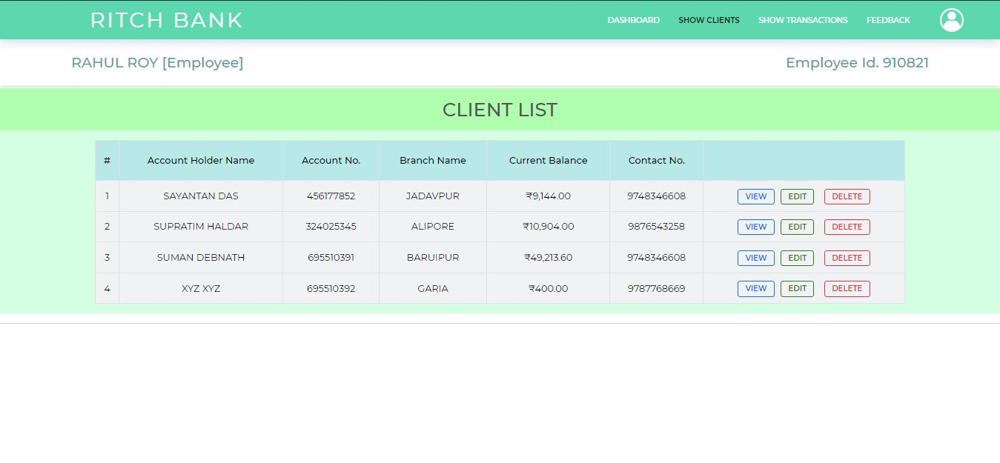 RITCH BANK DASHBOARD SHOW CLIENTS SHOW TRANSACTIONS FEEDBACK
RAHUL ROY [Employee] Employee Id. 910821
CLIENT LIST
# Account Holder Name Account No. Branch Name Current Balance Contact No.
1 SAYANTAN DAS 456177852 JADAVPUR ₹9,144.00 9748346608 VIEW EDIT DELETE
2 SUPRATIM HALDAR 324025345 ALIPORE ₹10,904.00 9876543258 VIEW EDIT DELETE
3 SUMAN DEBNATH 695510391 BARUIPUR ₹49,213.60 9748346608 VIEW EDIT DELETE
4 XYZ XYZ 695510392 GARIA ₹400.00 9787768669 VIEW EDIT DELETE